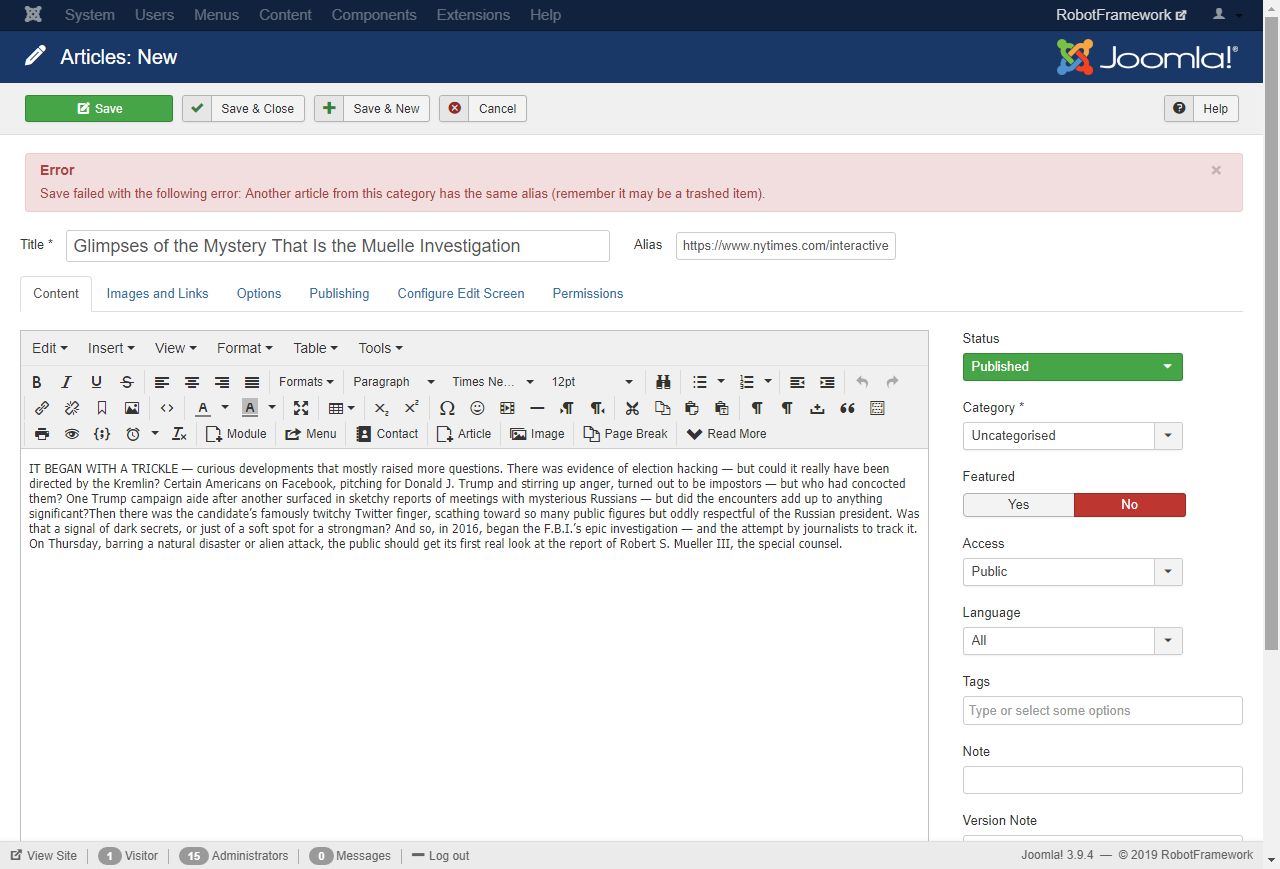 System Users Menus Content Components Extensions Help RobotFramework
Articles: New Joomla!®
Save Save & Close Save & New Cancel Help
Error
Save failed with the following error: Another article from this category has the same alias (remember it may be a trashed item).
Title * Glimpses of the Mystery That Is the Muelle Investigation Alias https://www.nytimes.com/interactive
Content Images and Links Options Publishing Configure Edit Screen Permissions
Edit Insert View Format Table Tools
B I U S Formats Paragraph Times Ne... 12pt
A A X₂ X²
Module Menu Contact Article Image Page Break Read More
IT BEGAN WITH A TRICKLE — curious developments that mostly raised more questions. There was evidence of election hacking — but could it really have been
directed by the Kremlin? Certain Americans on Facebook, pitching for Donald J. Trump and stirring up anger, turned out to be impostors — but who had concocted
them? One Trump campaign aide after another surfaced in sketchy reports of meetings with mysterious Russians — but did the encounters add up to anything
significant?Then there was the candidate’s famously twitchy Twitter finger, scathing toward so many public figures but oddly respectful of the Russian president. Was
that a signal of dark secrets, or just of a soft spot for a strongman? And so, in 2016, began the F.B.I.’s epic investigation — and the attempt by journalists to track it.
On Thursday, barring a natural disaster or alien attack, the public should get its first real look at the report of Robert S. Mueller III, the special counsel.
Status
Published
Category *
Uncategorised
Featured
Yes No
Access
Public
Language
All
Tags
Type or select some options
Note
Version Note
View Site 1 Visitor 15 Administrators 0 Messages Log out Joomla! 3.9.4 — © 2019 RobotFramework